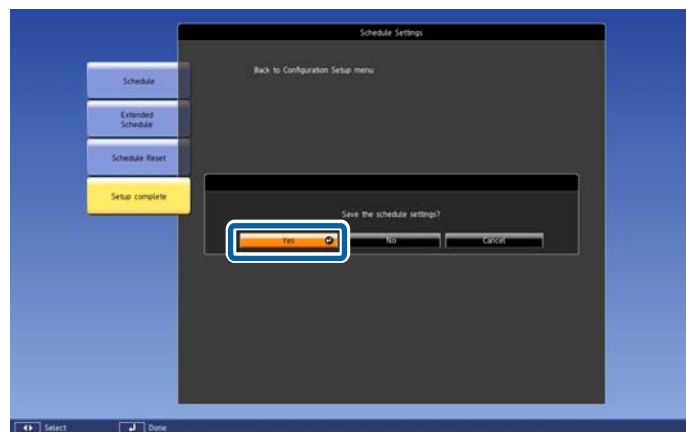 Schedule Settings
Back to Configuration Setup menu
Schedule
Extended
Schedule
Schedule Reset
Setup complete
Save the schedule settings?
Yes
No
Cancel
Select
Done